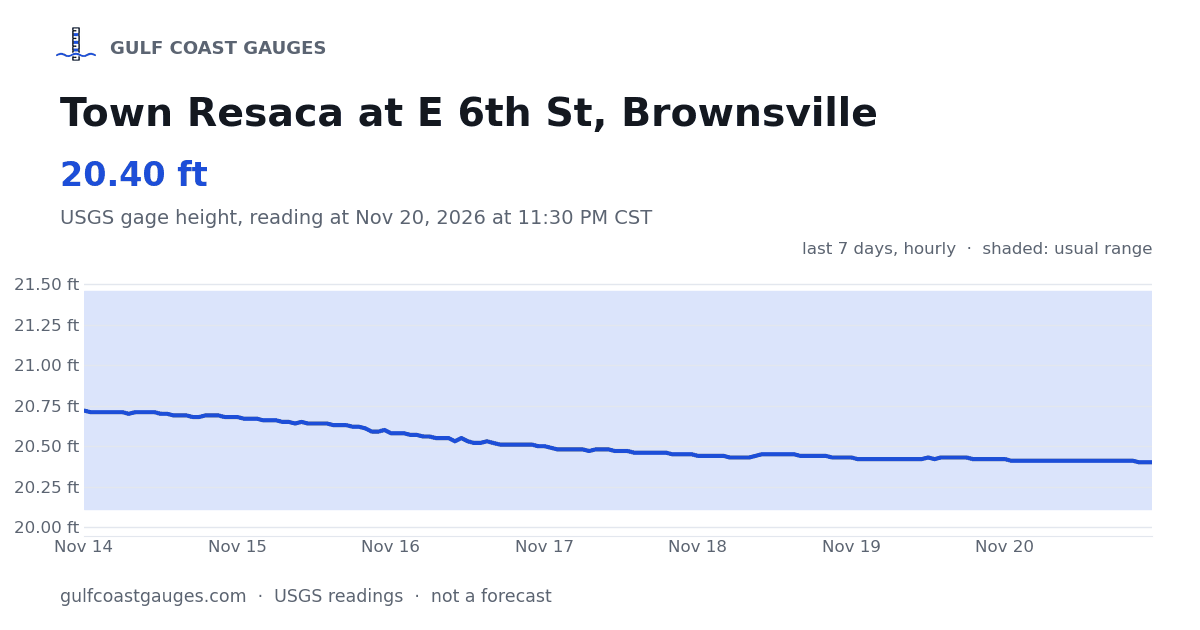 GULF COAST GAUGES
Town Resaca at E 6th St, Brownsville
20.40 ft
USGS gage height, reading at Nov 20, 2026 at 11:30 PM CST
last 7 days, hourly · shaded: usual range
21.50 ft
21.25 ft
21.00 ft
20.75 ft
20.50 ft
20.25 ft
20.00 ft
Nov 14 Nov 15 Nov 16 Nov 17 Nov 18 Nov 19 Nov 20
gulfcoastgauges.com · USGS readings · not a forecast